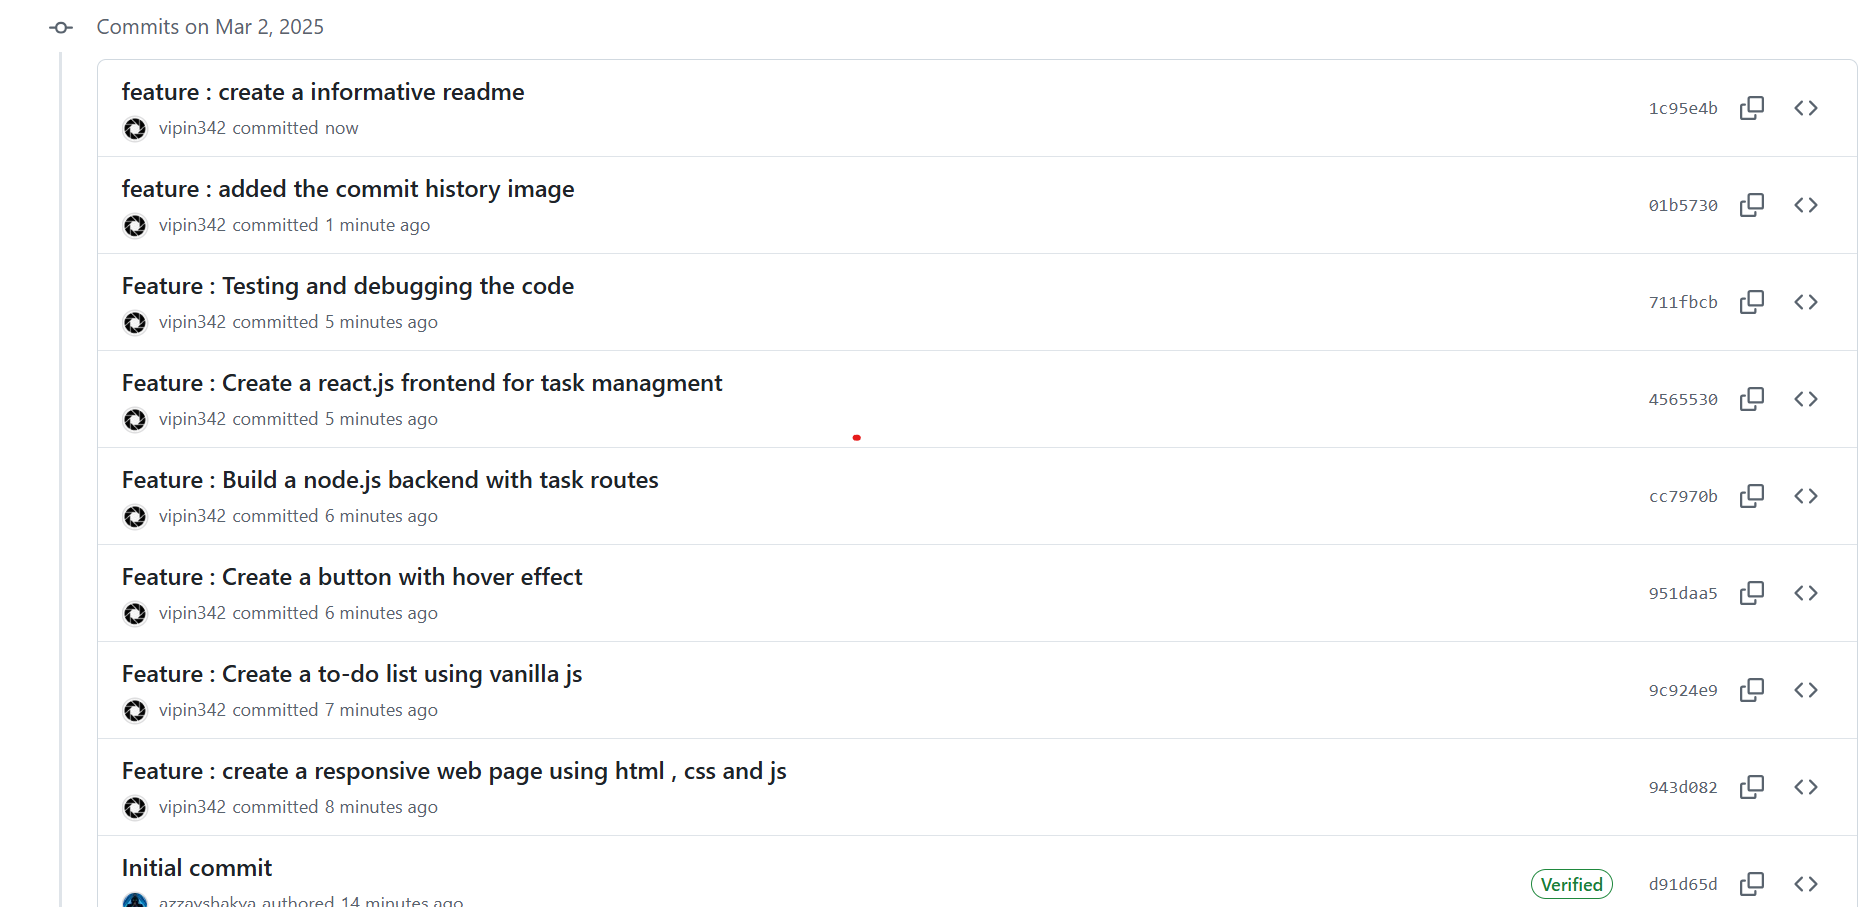 Commits on Mar 2, 2025
feature : create a informative readme
vipin342 committed now
1c95e4b
feature : added the commit history image
vipin342 committed 1 minute ago
01b5730
Feature : Testing and debugging the code
vipin342 committed 5 minutes ago
711fbcb
Feature : Create a react.js frontend for task managment
vipin342 committed 5 minutes ago
4565530
Feature : Build a node.js backend with task routes
vipin342 committed 6 minutes ago
cc7970b
Feature : Create a button with hover effect
vipin342 committed 6 minutes ago
951daa5
Feature : Create a to-do list using vanilla js
vipin342 committed 7 minutes ago
9c924e9
Feature : create a responsive web page using html , css and js
vipin342 committed 8 minutes ago
943d082
Initial commit
Verified
d91d65d
azzayshakya authored 14 minutes ago